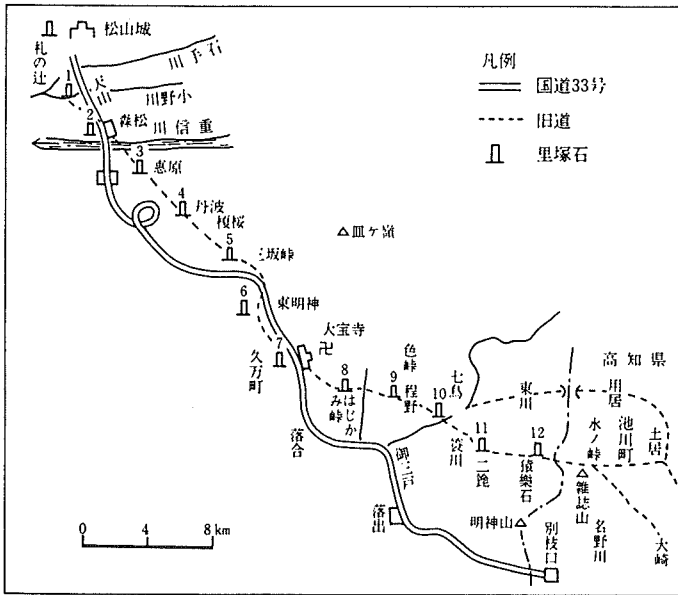 松山城
札の辻
石手川
天山
小野川
1
2
森松
重信川
3
恵原
4
丹波
榎桜
5
三坂峠
皿ヶ嶺
6
東明神
7
久万町
大宝寺
8
はじかみ峠
色峠
9
程野
七鳥
10
東川
高知県
用居
池川町
土居
水ノ峠
11
二箆
12
猿楽石
雑誌山
落合
御三戸
落出
明神山
別枝口
名野川
大崎
0 4 8km
凡例
国道33号
旧道
里塚石